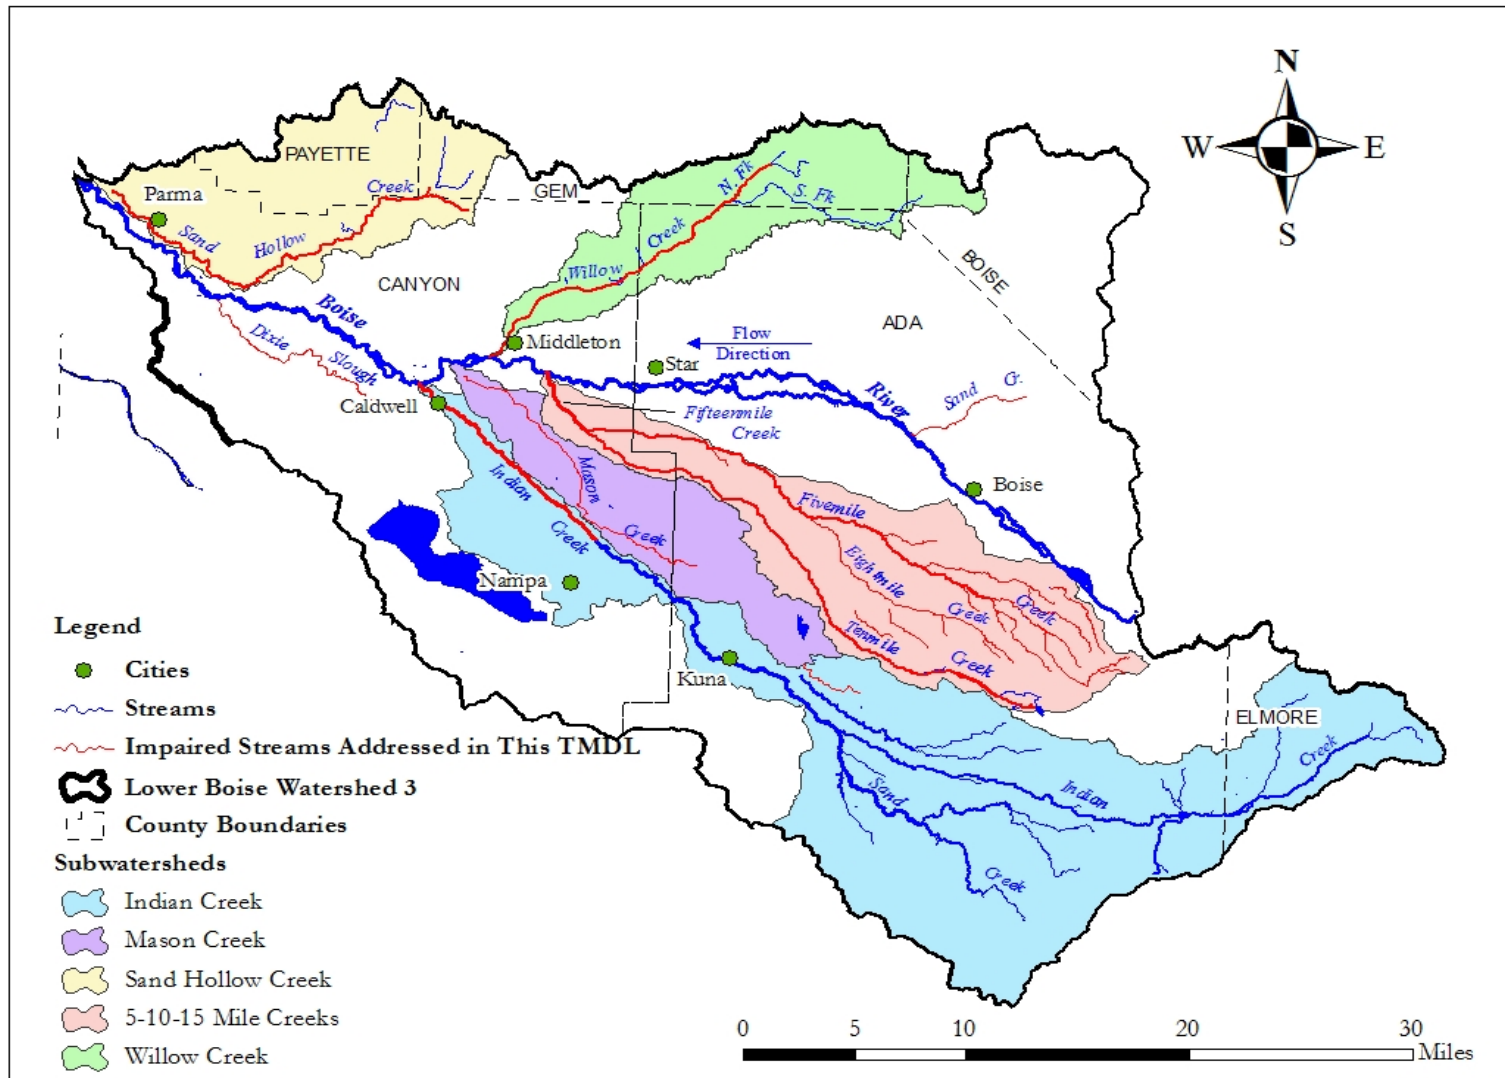 N
W E
S
PAYETTE
Parma
Creek
GEM
N. Fk
S. Fk
Sand
Hollow
Creek
Willow
CANYON
BOISE
Boise
ADA
Dixie
Slough
Middleton
Flow
Direction
Star
Caldwell
River
Sand Cr.
Fifteenmile
Creek
Indian
Mason
Boise
Fivemile
Creek
Creek
Eightmile
Creek
Creek
Nampa
Tenmile
Creek
Kuna
ELMORE
Creek
Indian
Sand
Creek
Legend
Cities
Streams
Impaired Streams Addressed in This TMDL
Lower Boise Watershed 3
County Boundaries
Subwatersheds
Indian Creek
Mason Creek
Sand Hollow Creek
5-10-15 Mile Creeks
Willow Creek
0 5 10 20 30
Miles